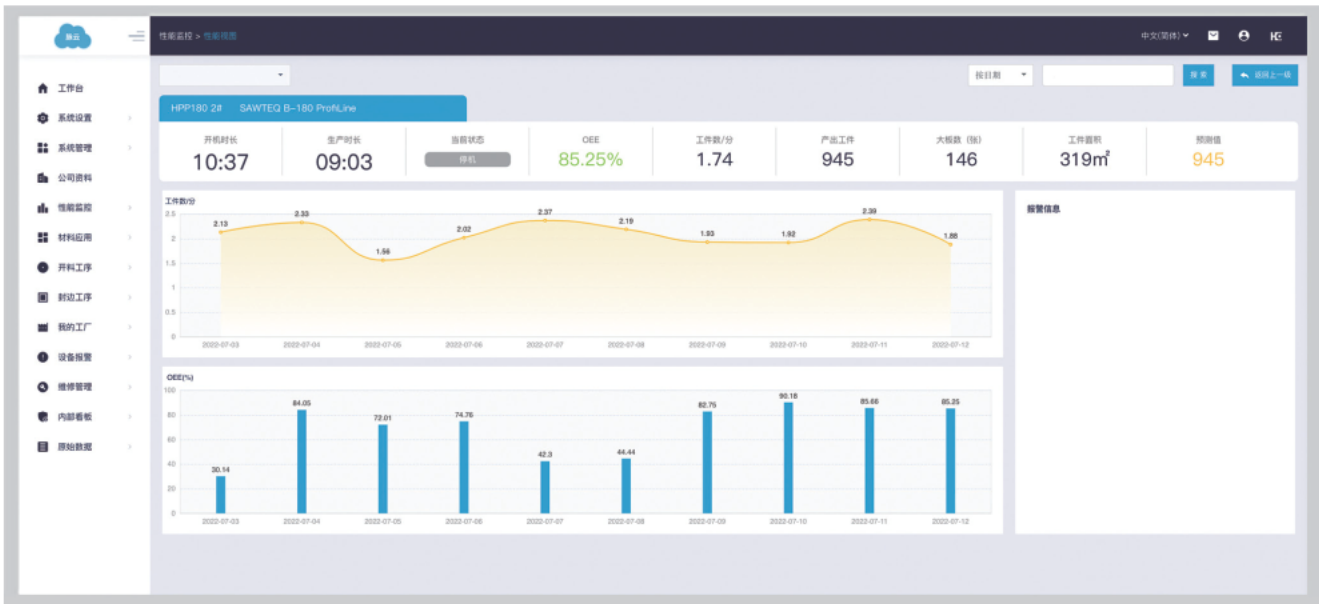 性能监控 > 性能视图
中文(简体)
按日期
搜索
返回上一级
工作台
系统设置
系统管理
公司资料
性能监控
材料应用
开料工序
封边工序
我的工厂
设备报警
维修管理
内部看板
原始数据
HPP180 2# SAWTEQ B-180 ProfiLine
开机时长 生产时长 当前状态 OEE 工件数/分 产出工件 大板数 (张) 工件面积 预测值
10:37 09:03 停机 85.25% 1.74 945 146 319㎡ 945
工件数/分
2.5
2
1.5
1
0.5
0
2.13 2.33 1.56 2.02 2.37 2.19 1.93 1.92 2.39 1.88
2022-07-03 2022-07-04 2022-07-05 2022-07-06 2022-07-07 2022-07-08 2022-07-09 2022-07-10 2022-07-11 2022-07-12
报警信息
OEE(%)
100
80
60
40
20
0
30.14 84.05 72.01 74.76 42.3 44.44 82.75 90.18 85.66 85.25
2022-07-03 2022-07-04 2022-07-05 2022-07-06 2022-07-07 2022-07-08 2022-07-09 2022-07-10 2022-07-11 2022-07-12